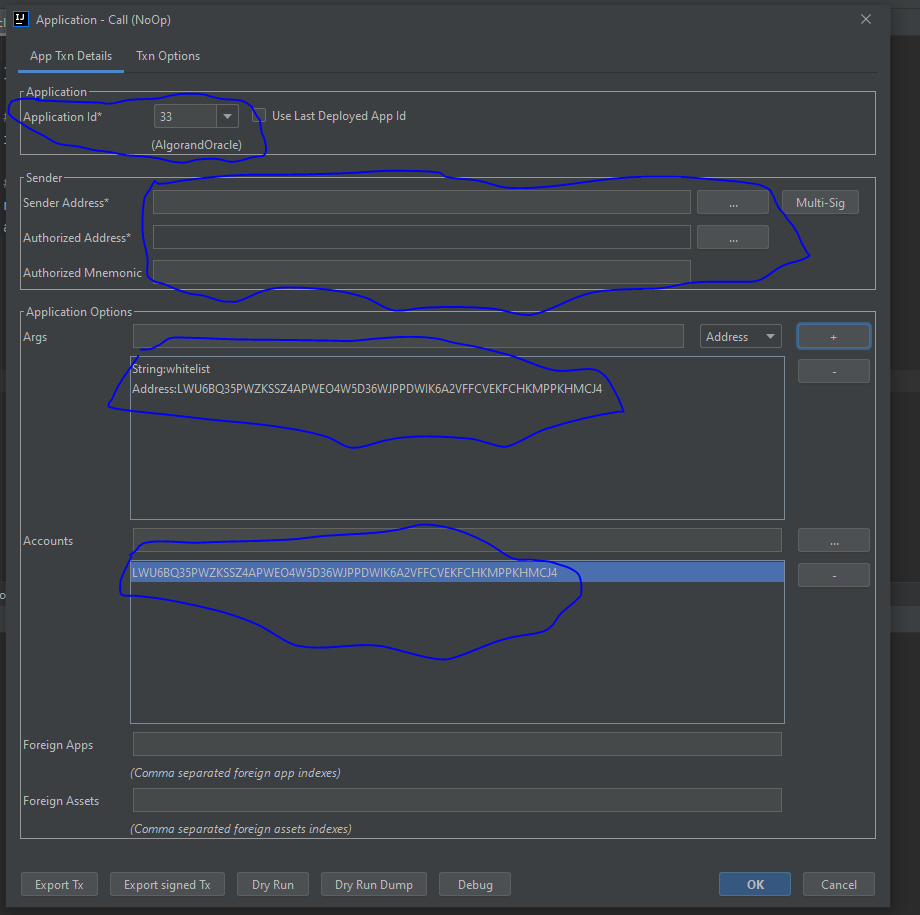 IJ Application - Call (NoOp)
App Txn Details Txn Options
Application
Application Id* 33 Use Last Deployed App Id
(AlgorandOracle)
Sender
Sender Address* ... Multi-Sig
Authorized Address* ...
Authorized Mnemonic
Application Options
Args Address +
String:whitelist -
Address:LWU6BQ35PWZKSSZ4APWEO4W5D36WJPPDWIK6A2VFFCVEKFCHKMPPKHMCJ4
Accounts ...
LWU6BQ35PWZKSSZ4APWEO4W5D36WJPPDWIK6A2VFFCVEKFCHKMPPKHMCJ4 -
Foreign Apps
(Comma separated foreign app indexes)
Foreign Assets
(Comma separated foreign assets indexes)
Export Tx Export signed Tx Dry Run Dry Run Dump Debug OK Cancel